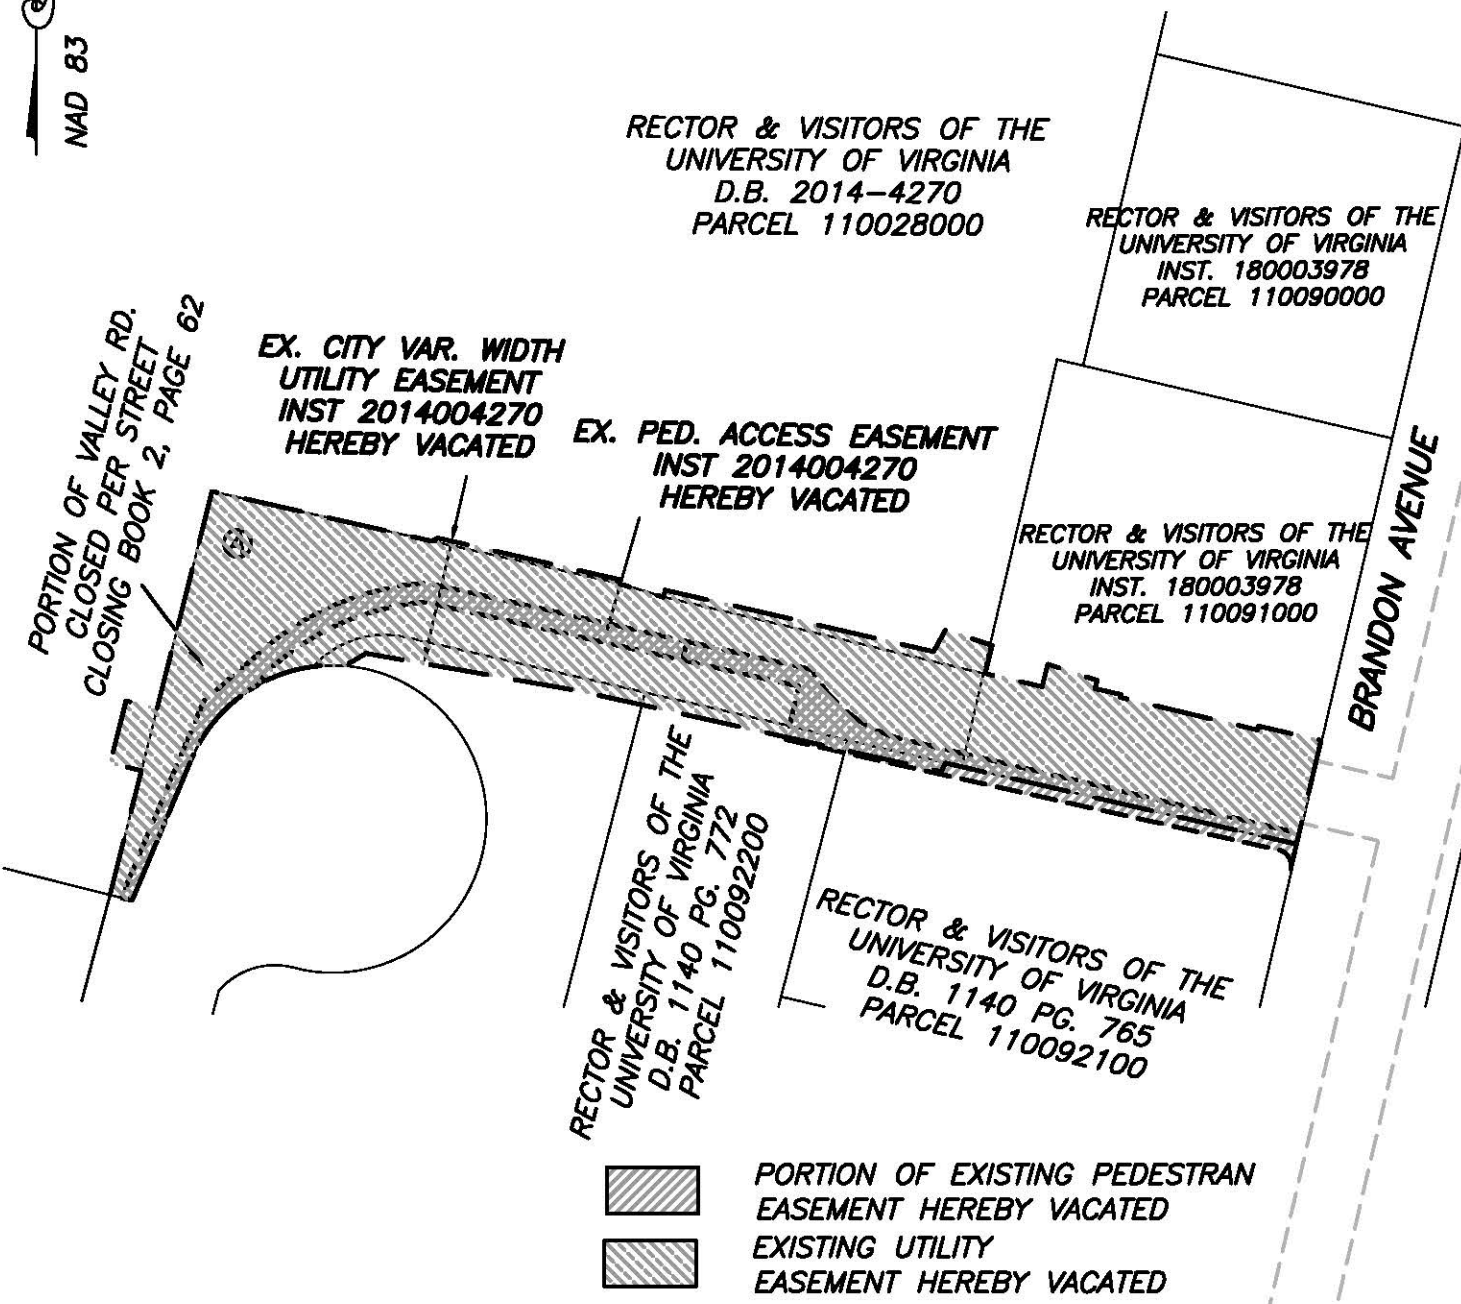 NAD 83
RECTOR & VISITORS OF THE
UNIVERSITY OF VIRGINIA
D.B. 2014-4270
PARCEL 110028000
RECTOR & VISITORS OF THE
UNIVERSITY OF VIRGINIA
INST. 180003978
PARCEL 110090000
PORTION OF VALLEY RD.
CLOSED PER STREET
CLOSING BOOK 2, PAGE 62
EX. CITY VAR. WIDTH
UTILITY EASEMENT
INST 2014004270
HEREBY VACATED
EX. PED. ACCESS EASEMENT
INST 2014004270
HEREBY VACATED
RECTOR & VISITORS OF THE
UNIVERSITY OF VIRGINIA
INST. 180003978
PARCEL 110091000
BRANDON AVENUE
RECTOR & VISITORS OF THE
UNIVERSITY OF VIRGINIA
D.B. 1140 PG. 772
PARCEL 110092200
RECTOR & VISITORS OF THE
UNIVERSITY OF VIRGINIA
D.B. 1140 PG. 765
PARCEL 110092100
PORTION OF EXISTING PEDESTRAN
EASEMENT HEREBY VACATED
EXISTING UTILITY
EASEMENT HEREBY VACATED